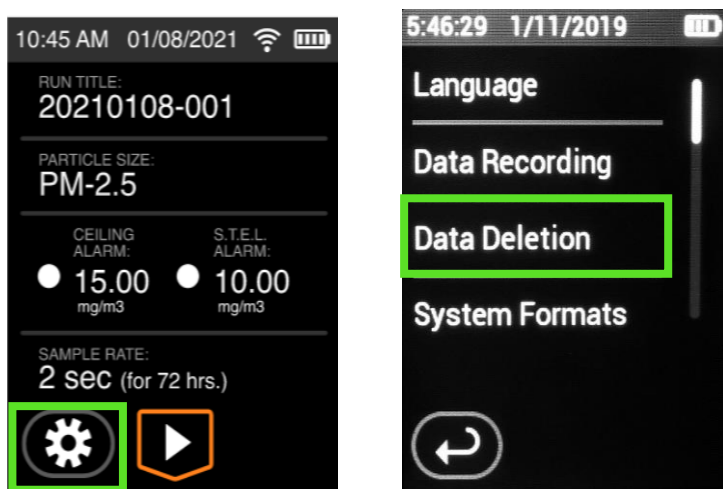 10:45 AM 01/08/2021
RUN TITLE:
20210108-001
PARTICLE SIZE:
PM-2.5
CEILING
ALARM:
15.00
mg/m3
S.T.E.L.
ALARM:
10.00
mg/m3
SAMPLE RATE:
2 sec (for 72 hrs.)
5:46:29 1/11/2019
Language
Data Recording
Data Deletion
System Formats